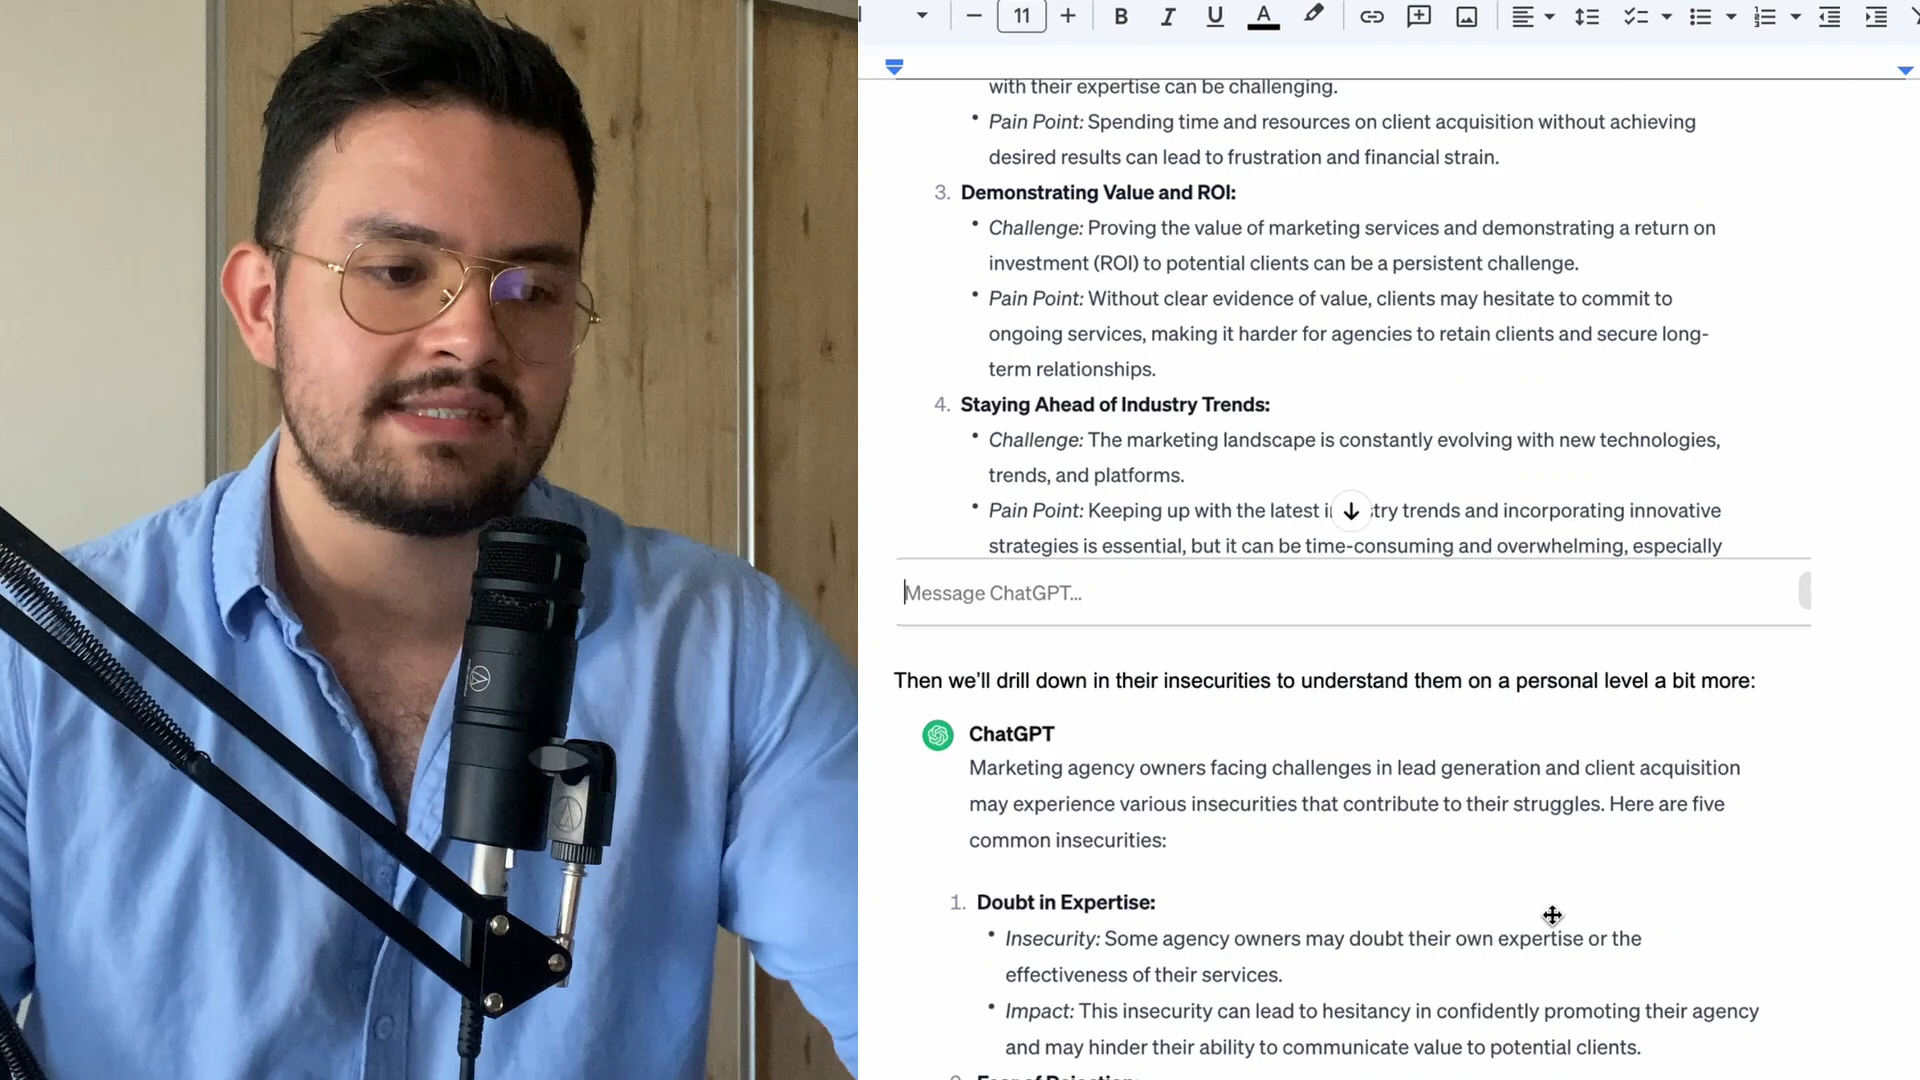 11
B I U A
with their expertise can be challenging.
• Pain Point: Spending time and resources on client acquisition without achieving
desired results can lead to frustration and financial strain.
3. Demonstrating Value and ROI:
• Challenge: Proving the value of marketing services and demonstrating a return on
investment (ROI) to potential clients can be a persistent challenge.
• Pain Point: Without clear evidence of value, clients may hesitate to commit to
ongoing services, making it harder for agencies to retain clients and secure long-
term relationships.
4. Staying Ahead of Industry Trends:
• Challenge: The marketing landscape is constantly evolving with new technologies,
trends, and platforms.
• Pain Point: Keeping up with the latest trends and incorporating innovative
strategies is essential, but it can be time-consuming and overwhelming, especially
Message ChatGPT...
Then we’ll drill down in their insecurities to understand them on a personal level a bit more:
ChatGPT
Marketing agency owners facing challenges in lead generation and client acquisition
may experience various insecurities that contribute to their struggles. Here are five
common insecurities:
1. Doubt in Expertise:
• Insecurity: Some agency owners may doubt their own expertise or the
effectiveness of their services.
• Impact: This insecurity can lead to hesitancy in confidently promoting their agency
and may hinder their ability to communicate value to potential clients.
Fear of Rejection: